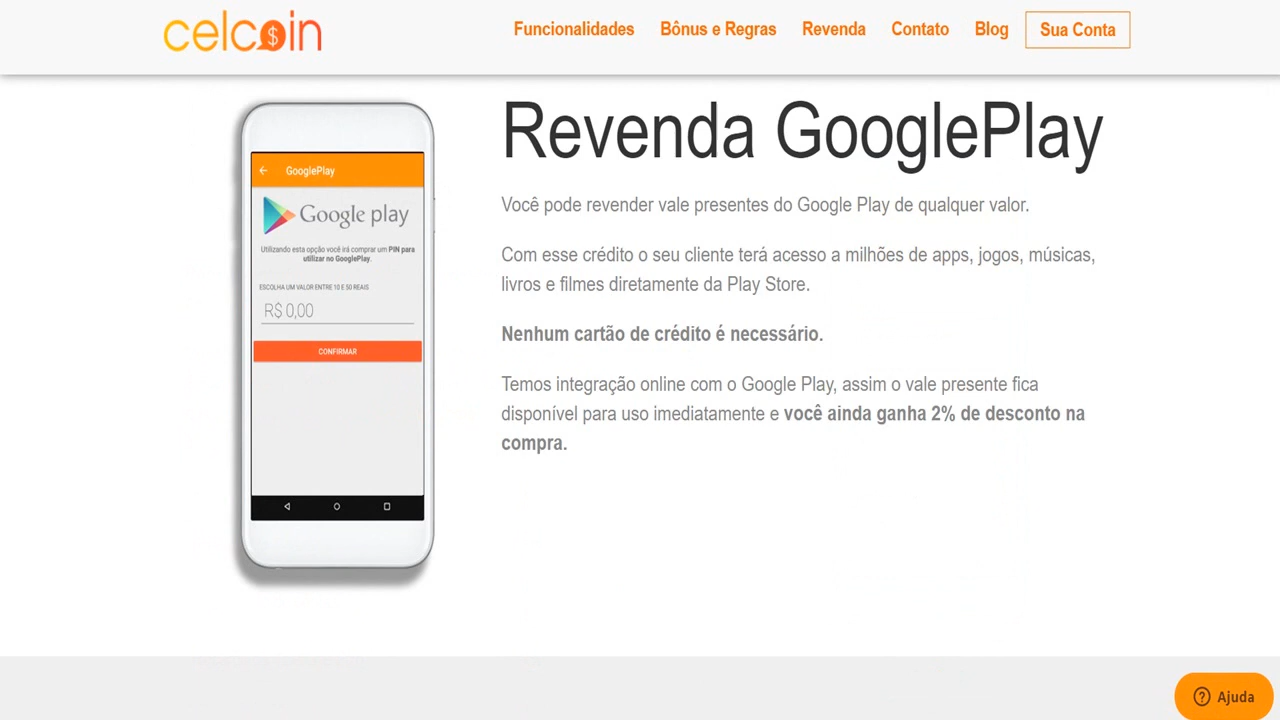 celcoin
Funcionalidades Bônus e Regras Revenda Contato Blog Sua Conta
GooglePlay
Google play
Utilizando esta opção você irá comprar um PIN para
utilizar no GooglePlay.
ESCOLHA UM VALOR ENTRE 10 E 50 REAIS
R$ 0,00
CONFIRMAR
Revenda GooglePlay
Você pode revender vale presentes do Google Play de qualquer valor.
Com esse crédito o seu cliente terá acesso a milhões de apps, jogos, músicas,
livros e filmes diretamente da Play Store.
Nenhum cartão de crédito é necessário.
Temos integração online com o Google Play, assim o vale presente fica
disponível para uso imediatamente e você ainda ganha 2% de desconto na
compra.
Ajuda